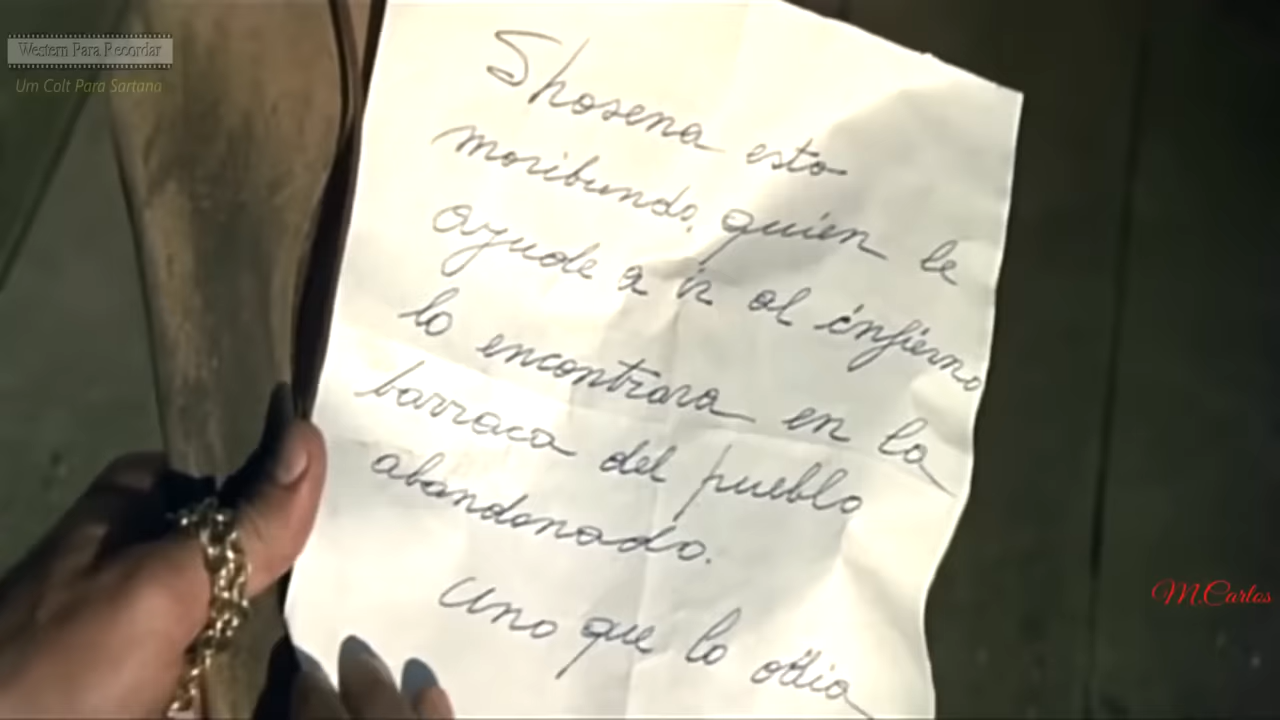 Western Para Recordar
Um Colt Para Sartana
Shosena esta
moribundo, quien le
ayude a ir al infierno
lo encontrara en la
barraca del pueblo
abandonado.
Uno que lo odia
M.Carlos